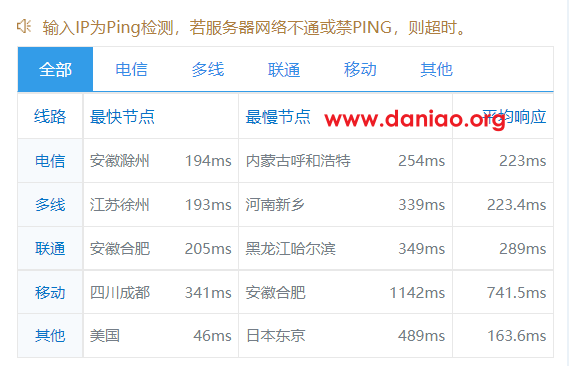 输入IP为Ping检测，若服务器网络不通或禁PING，则超时。
全部 电信 多线 联通 移动 其他
线路 最快节点 最慢节点 平均响应
www.daniao.org
电信 安徽滁州 194ms 内蒙古呼和浩特 254ms 223ms
多线 江苏徐州 193ms 河南新乡 339ms 223.4ms
联通 安徽合肥 205ms 黑龙江哈尔滨 349ms 289ms
移动 四川成都 341ms 安徽合肥 1142ms 741.5ms
其他 美国 46ms 日本东京 489ms 163.6ms